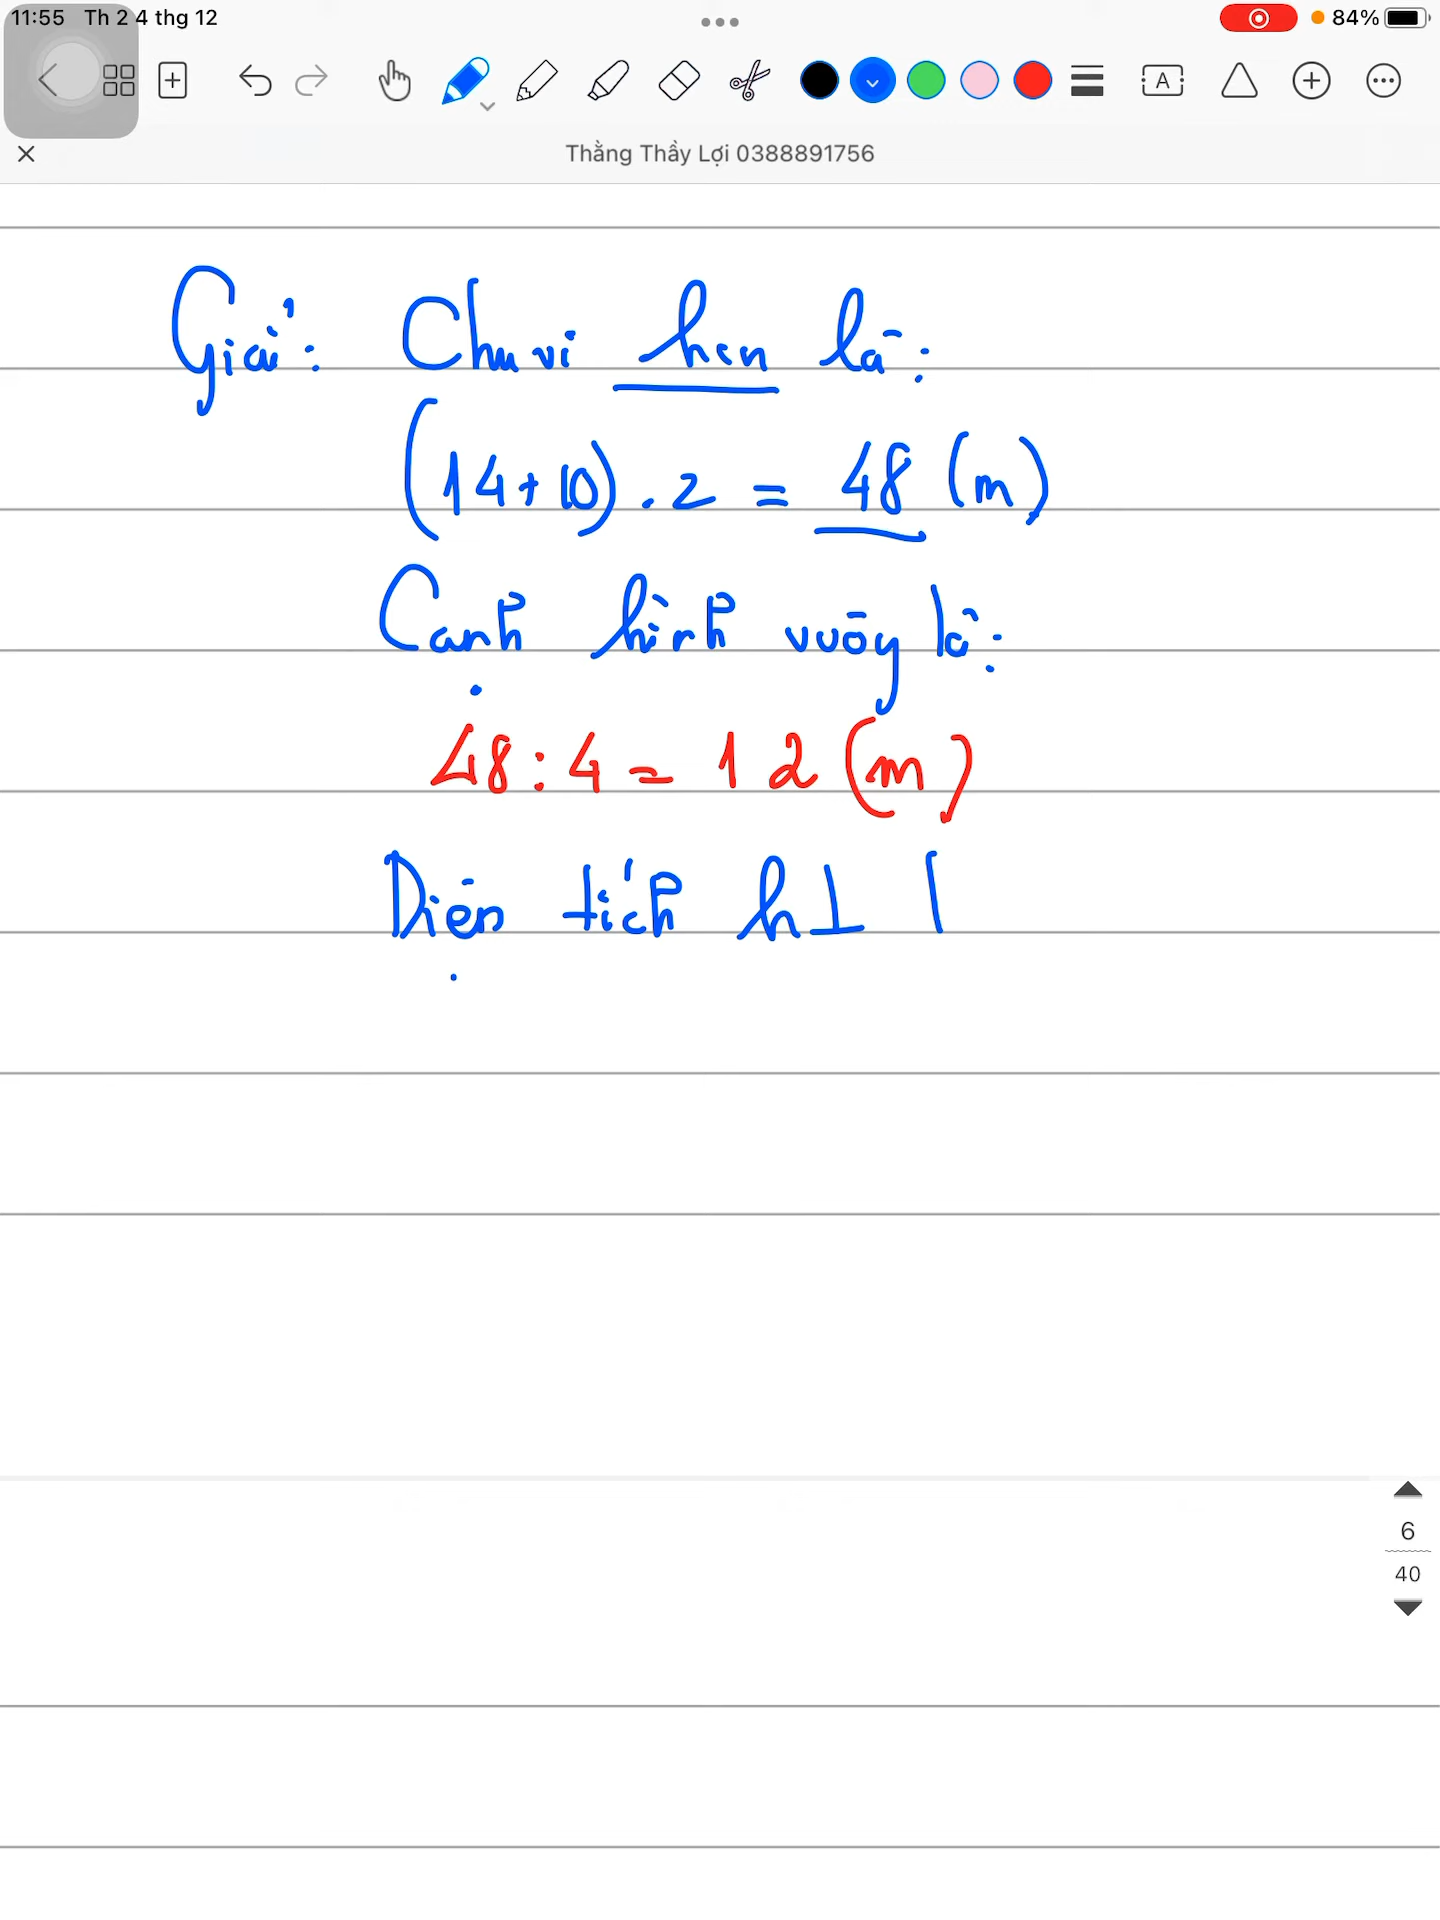 11:55 Th 2 4 thg 12 84%
A
Thằng Thầy Lợi 0388891756
Giải: Chu vi hcn là:
(14+10).2 = 48 (m)
Cạnh hình vuông là:
48:4 = 12 (m)
Diện tích h
6
40